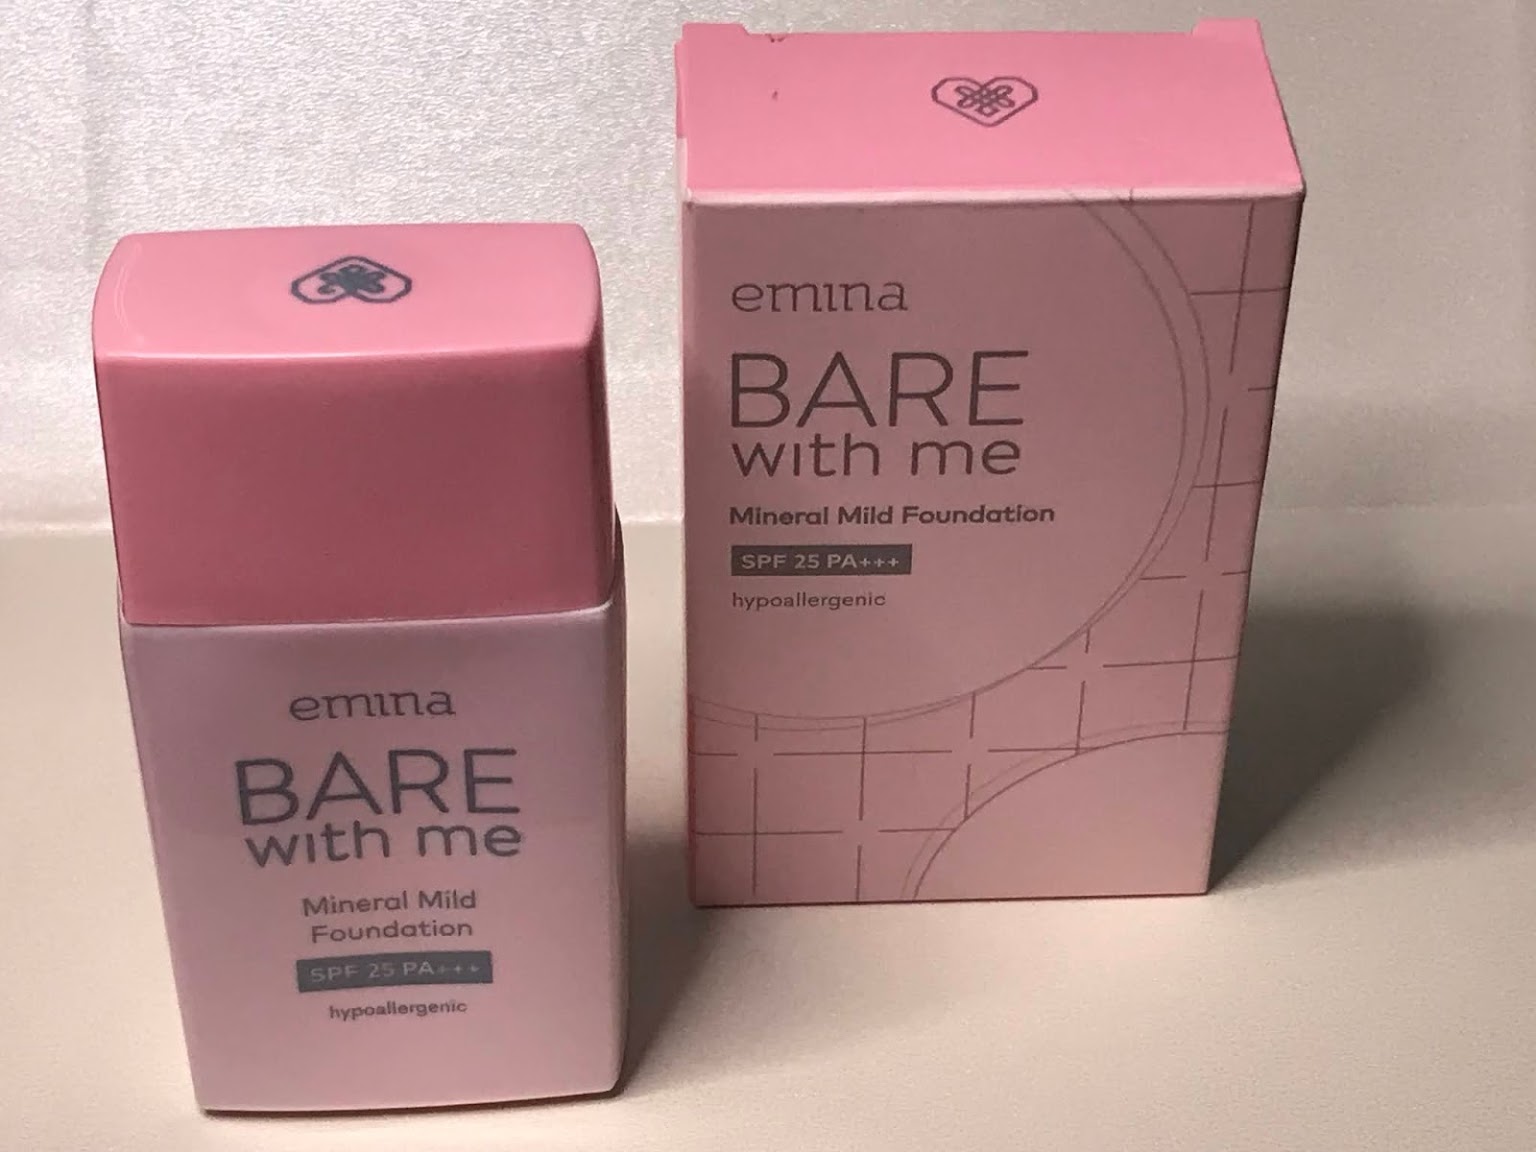 emina
BARE
with me
Mineral Mild
Foundation
SPF 25 PA+++
hypoallergenic
emina
BARE
with me
Mineral Mild Foundation
SPF 25 PA+++
hypoallergenic